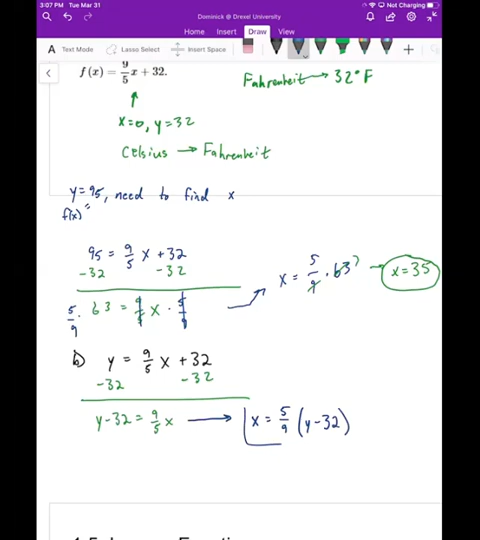 3:07 PM Tue Mar 31
Not Charging
Dominick @ Drexel University
Home Insert Draw View
Text Mode Lasso Select Insert Space
f(x) = 9/5 x + 32.
Fahrenheit → 32° F
x=0, y=32
Celsius → Fahrenheit
y=95, need to find x
f(x)=
95 = 9/5 x + 32
-32 -32
x = 5/9 · 63 → x = 35
5/9 · 63 = 9/5 x · 5/9
b) y = 9/5 x + 32
-32 -32
y-32 = 9/5 x → x = 5/9 (y-32)